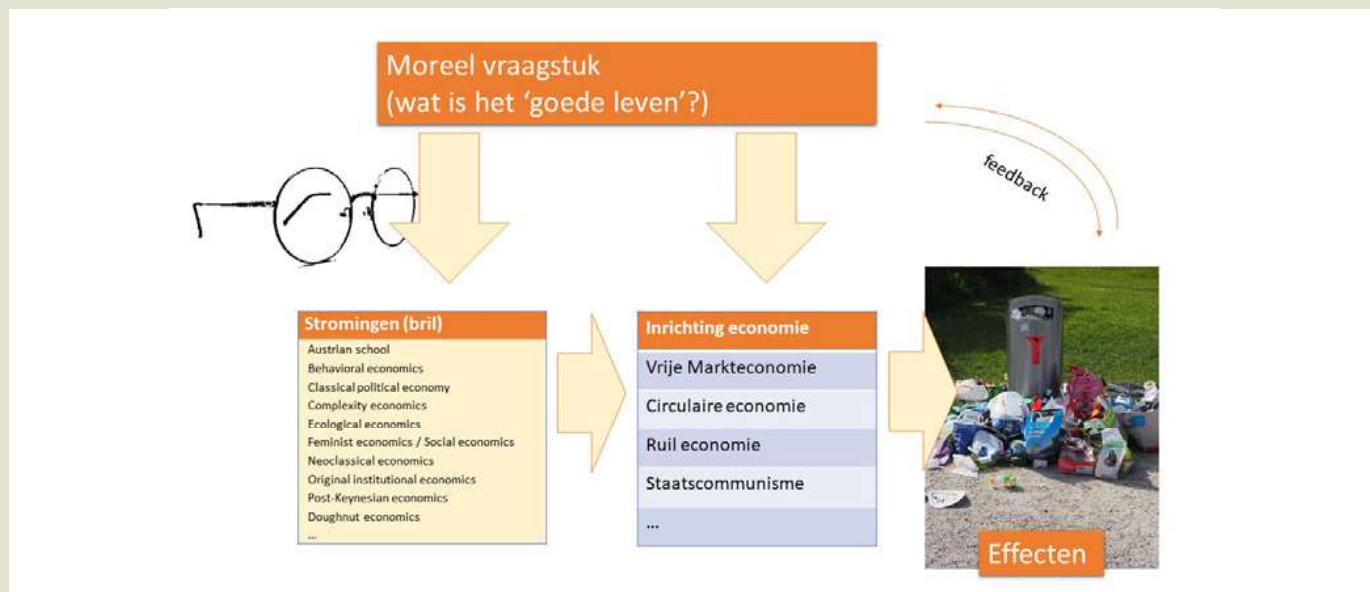 Moreel vraagstuk
(wat is het ‘goede leven’?)
feedback
Stromingen (bril)
Austrian school
Behavioral economics
Classical political economy
Complexity economics
Ecological economics
Feminist economics / Social economics
Neoclassical economics
Original institutional economics
Post-Keynesian economics
Doughnut economics
...
Inrichting economie
Vrije Markteconomie
Circulaire economie
Ruil economie
Staatscommunisme
...
Effecten